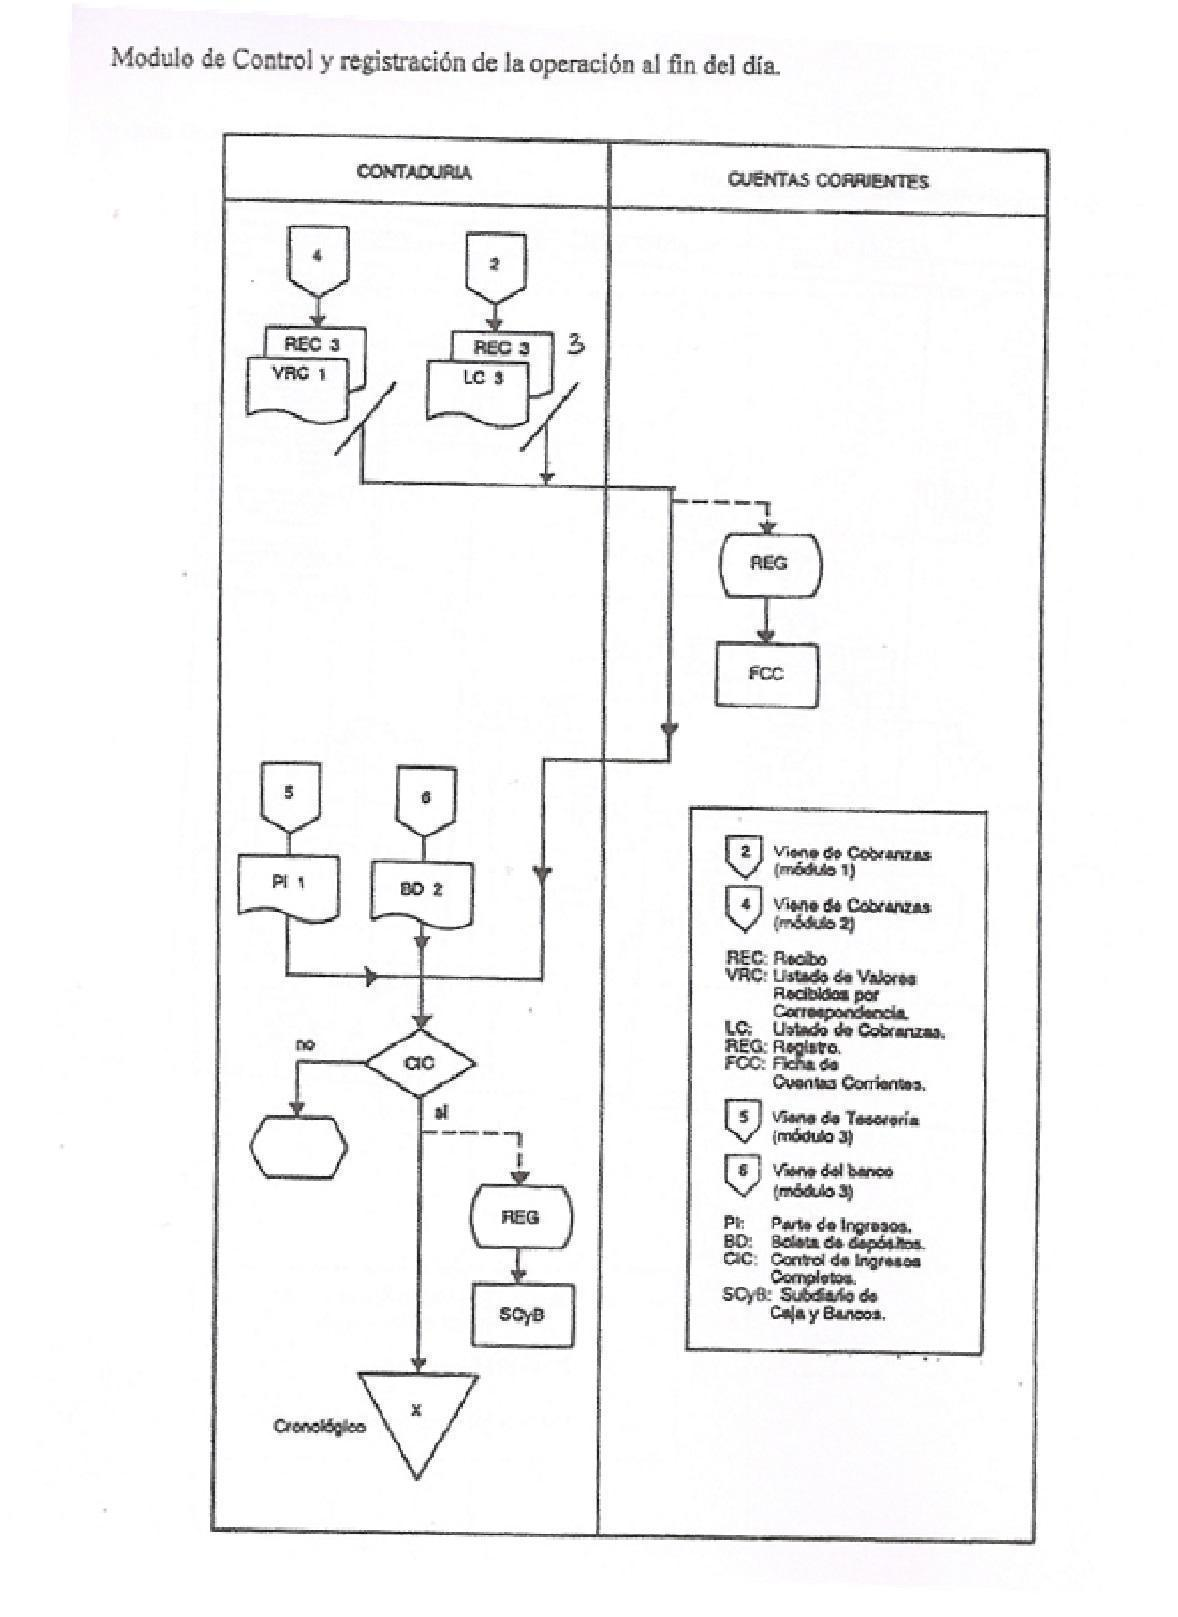 Modulo de Control y registración de la operación al fin del día.
CONTADURIA
CUENTAS CORRIENTES
4
2
REC 3
VRC 1
REC 3
3
LC 3
REG
FCC
5
6
PI 1
BD 2
CIC
no
si
REG
SCyB
X
Cronológico
2 Viene de Cobranzas
(módulo 1)
4 Viene de Cobranzas
(módulo 2)
REC: Recibo
VRC: Listado de Valores
Recibidos por
Correspondencia.
LC: Listado de Cobranzas.
REG: Registro.
FCC: Ficha de
Cuentas Corrientes.
5 Viene de Tesorería
(módulo 3)
6 Viene del banco
(módulo 3)
PI: Parte de Ingresos.
BD: Boleta de depósitos.
CIC: Control de Ingresos
Completos.
SCyB: Subdiario de
Caja y Bancos.